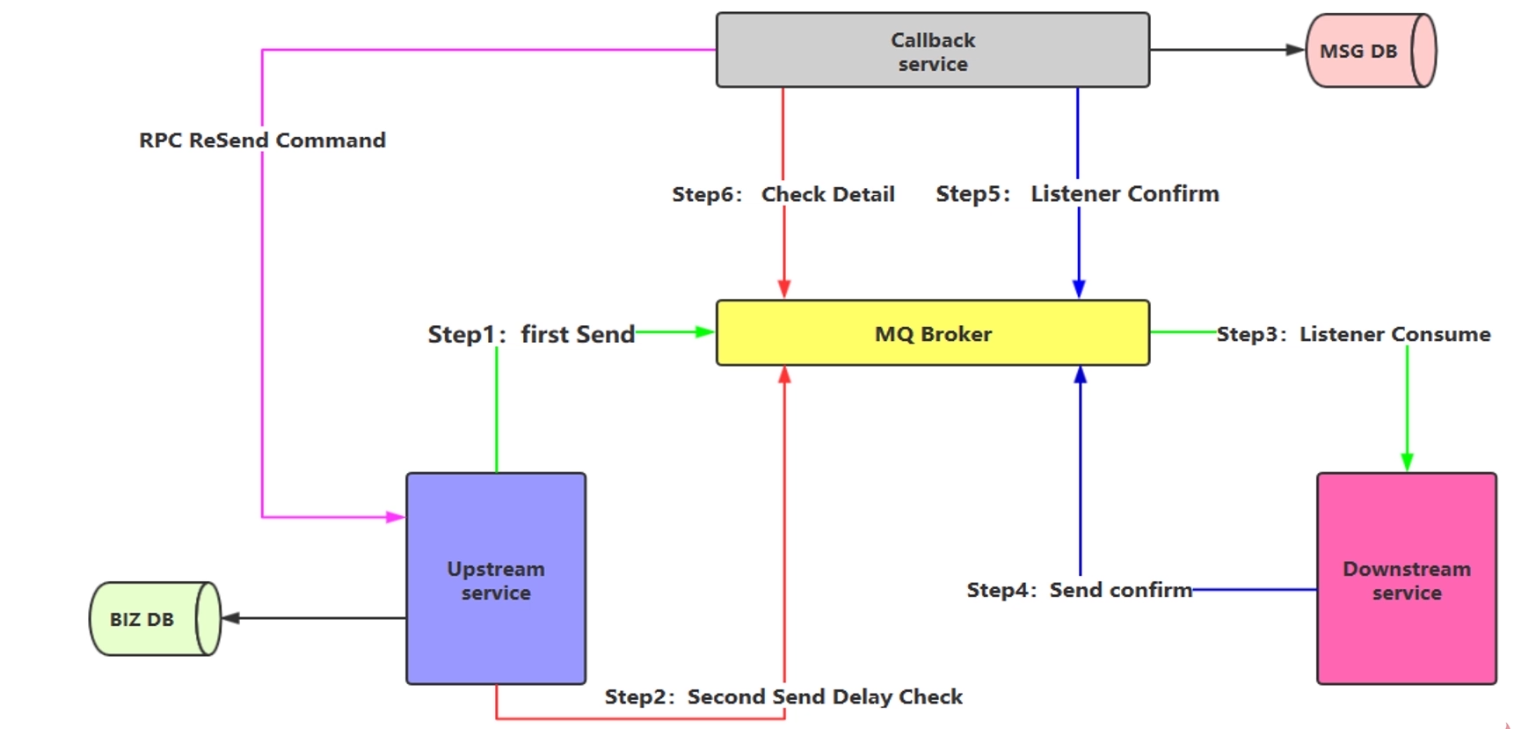 Callback
service
MSG DB
RPC ReSend Command
Step6： Check Detail
Step5： Listener Confirm
Step1：first Send
MQ Broker
Step3：Listener Consume
Upstream
service
Downstream
service
Step4：Send confirm
BIZ DB
Step2：Second Send Delay Check